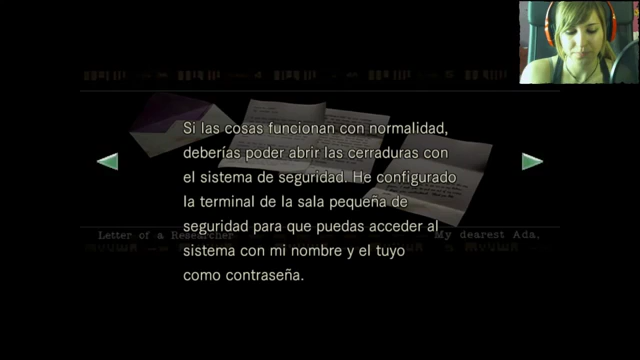 Si las cosas funcionan con normalidad,
deberías poder abrir las cerraduras con
el sistema de seguridad. He configurado
la terminal de la sala pequeña de
seguridad para que puedas acceder al
sistema con mi nombre y el tuyo
como contraseña.
Letter of a Researcher
My dearest Ada,